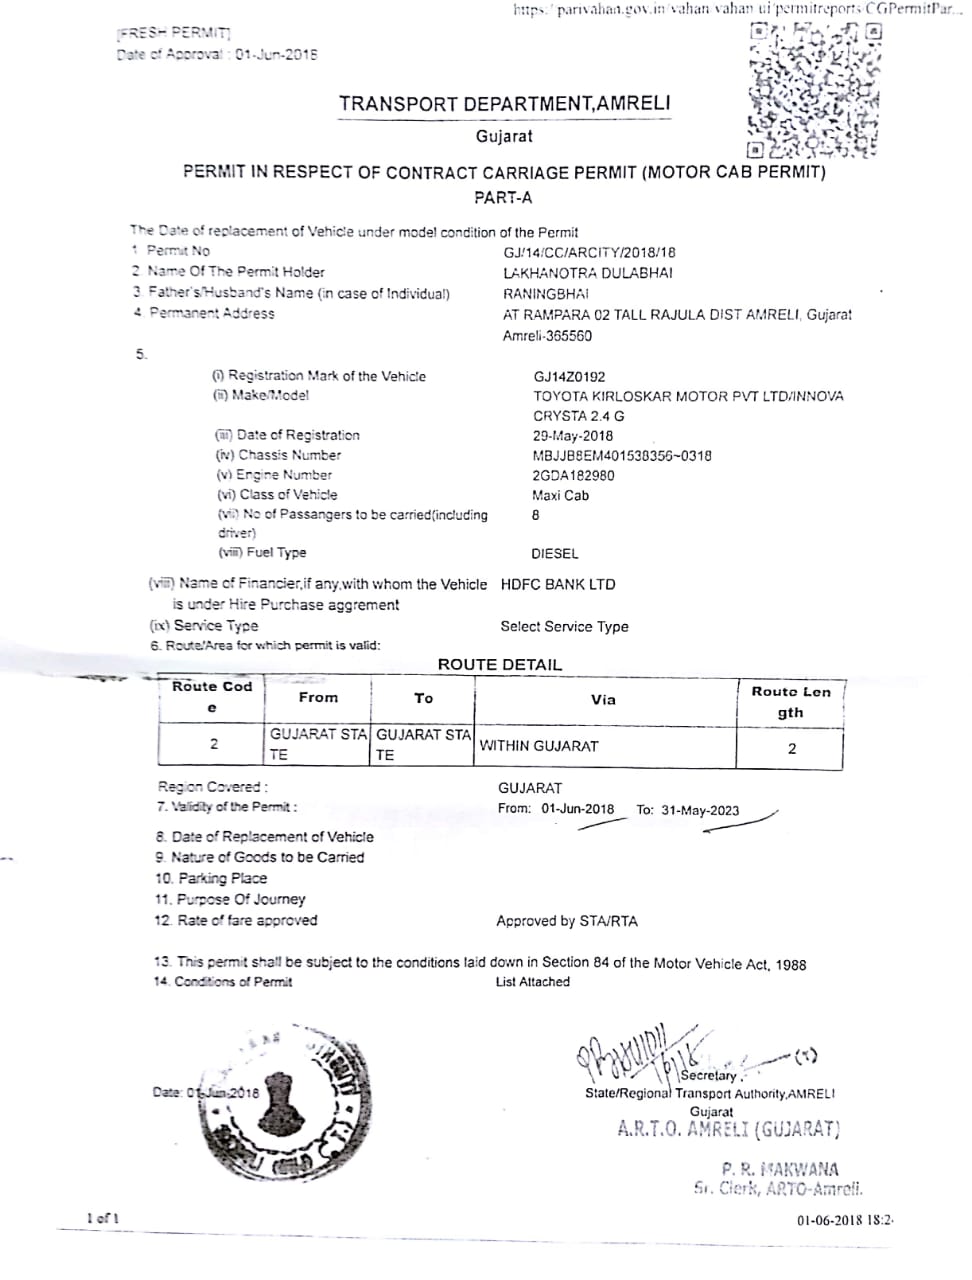 https://parivahan.gov.in/vahan/vahan/ui/permitreports/CGPermitPar...
[FRESH PERMIT]
Date of Approval : 01-Jun-2018
TRANSPORT DEPARTMENT,AMRELI
Gujarat
PERMIT IN RESPECT OF CONTRACT CARRIAGE PERMIT (MOTOR CAB PERMIT)
PART-A
The Date of replacement of Vehicle under model condition of the Permit
1. Permit No GJ/14/CC/ARCITY/2018/18
2. Name Of The Permit Holder LAKHANOTRA DULABHAI
3. Father's/Husband's Name (in case of Individual) RANINGBHAI
4. Permanent Address AT RAMPARA 02 TALL RAJULA DIST AMRELI, Gujarat
Amreli-365560
5.
(i) Registration Mark of the Vehicle GJ14Z0192
(ii) Make/Model TOYOTA KIRLOSKAR MOTOR PVT LTD/INNOVA
CRYSTA 2.4 G
(iii) Date of Registration 29-May-2018
(iv) Chassis Number MBJJB8EM401538356~0318
(v) Engine Number 2GDA182980
(vi) Class of Vehicle Maxi Cab
(vii) No of Passangers to be carried(including 8
driver)
(viii) Fuel Type DIESEL
(viii) Name of Financier,if any,with whom the Vehicle HDFC BANK LTD
is under Hire Purchase aggrement
(ix) Service Type Select Service Type
6. Route/Area for which permit is valid:
ROUTE DETAIL
Route Cod From To Via Route Len
e gth
2 GUJARAT STA GUJARAT STA WITHIN GUJARAT 2
TE TE
Region Covered : GUJARAT
7. Validity of the Permit : From: 01-Jun-2018 To: 31-May-2023
8. Date of Replacement of Vehicle
9. Nature of Goods to be Carried
10. Parking Place
11. Purpose Of Journey
12. Rate of fare approved Approved by STA/RTA
13. This permit shall be subject to the conditions laid down in Section 84 of the Motor Vehicle Act, 1988
14. Conditions of Permit List Attached
Secretary
Date: 01-Jun-2018 State/Regional Transport Authority,AMRELI
Gujarat
A.R.T.O. AMRELI (GUJARAT)
P. R. MAKWANA
Sr. Clerk, ARTO-Amreli.
1 of 1 01-06-2018 18:2